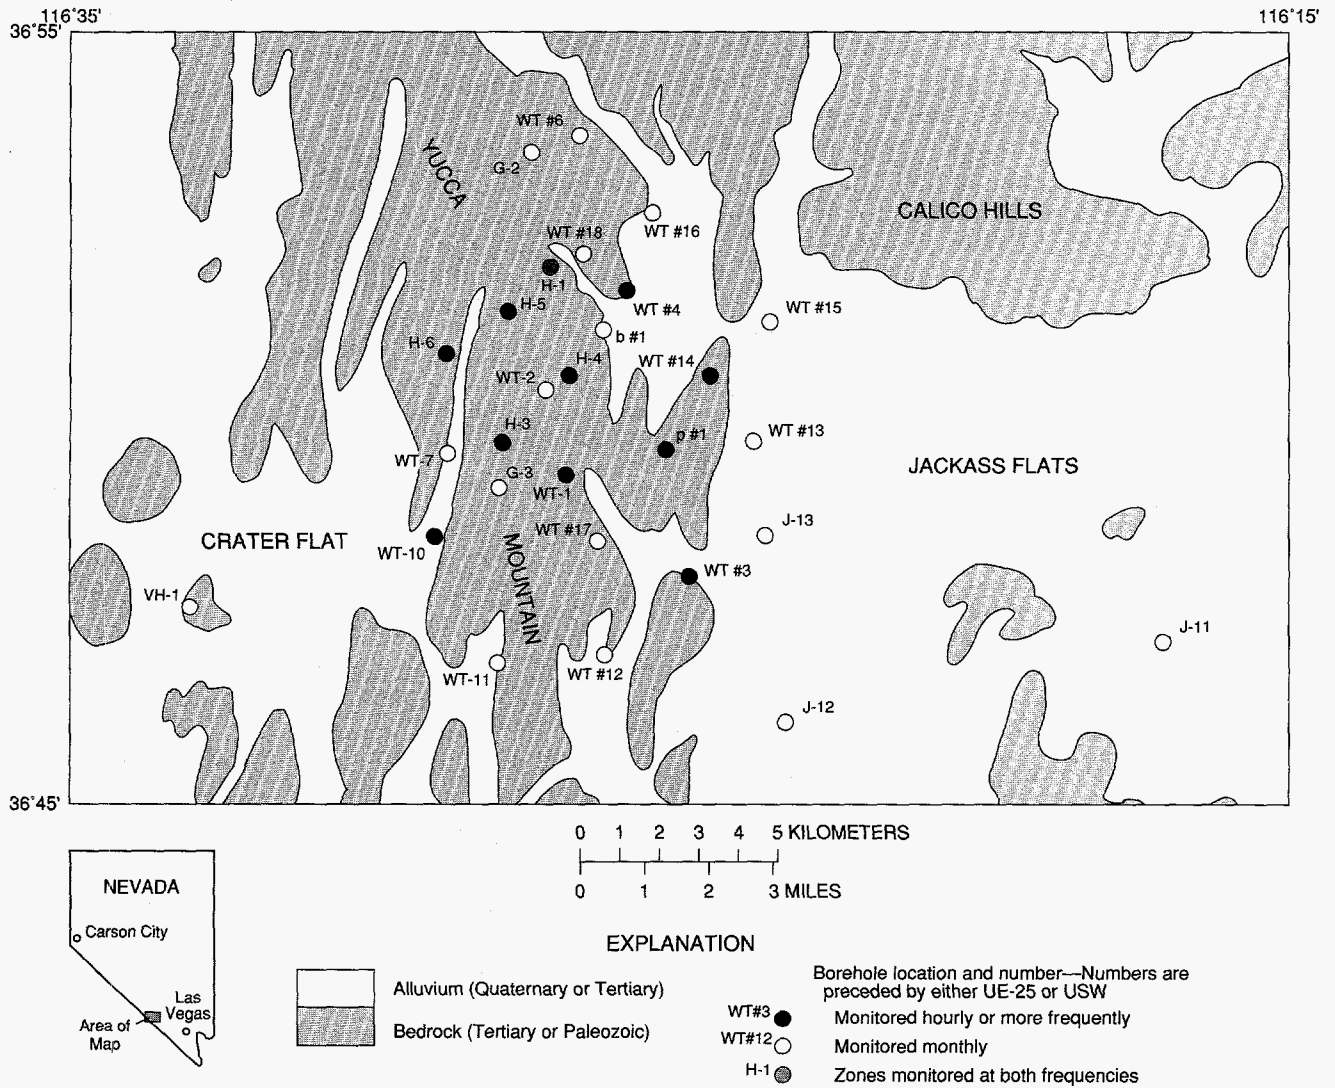 116°35'
116°15'
36°55'
WT #6
G-2
YUCCA
CALICO HILLS
WT #16
WT #18
H-1
WT #4
H-5
WT #15
b #1
H-6
H-4
WT #14
WT-2
H-3
p #1
WT #13
WT-7
G-3
JACKASS FLATS
WT-1
J-13
WT #17
CRATER FLAT
WT-10
MOUNTAIN
WT #3
VH-1
J-11
WT-11
WT #12
J-12
36°45'
0 1 2 3 4 5 KILOMETERS
0 1 2 3 MILES
NEVADA
Carson City
Las
Vegas
Area of
Map
EXPLANATION
Alluvium (Quaternary or Tertiary)
Bedrock (Tertiary or Paleozoic)
Borehole location and number—Numbers are
preceded by either UE-25 or USW
WT#3 Monitored hourly or more frequently
WT#12 Monitored monthly
H-1 Zones monitored at both frequencies